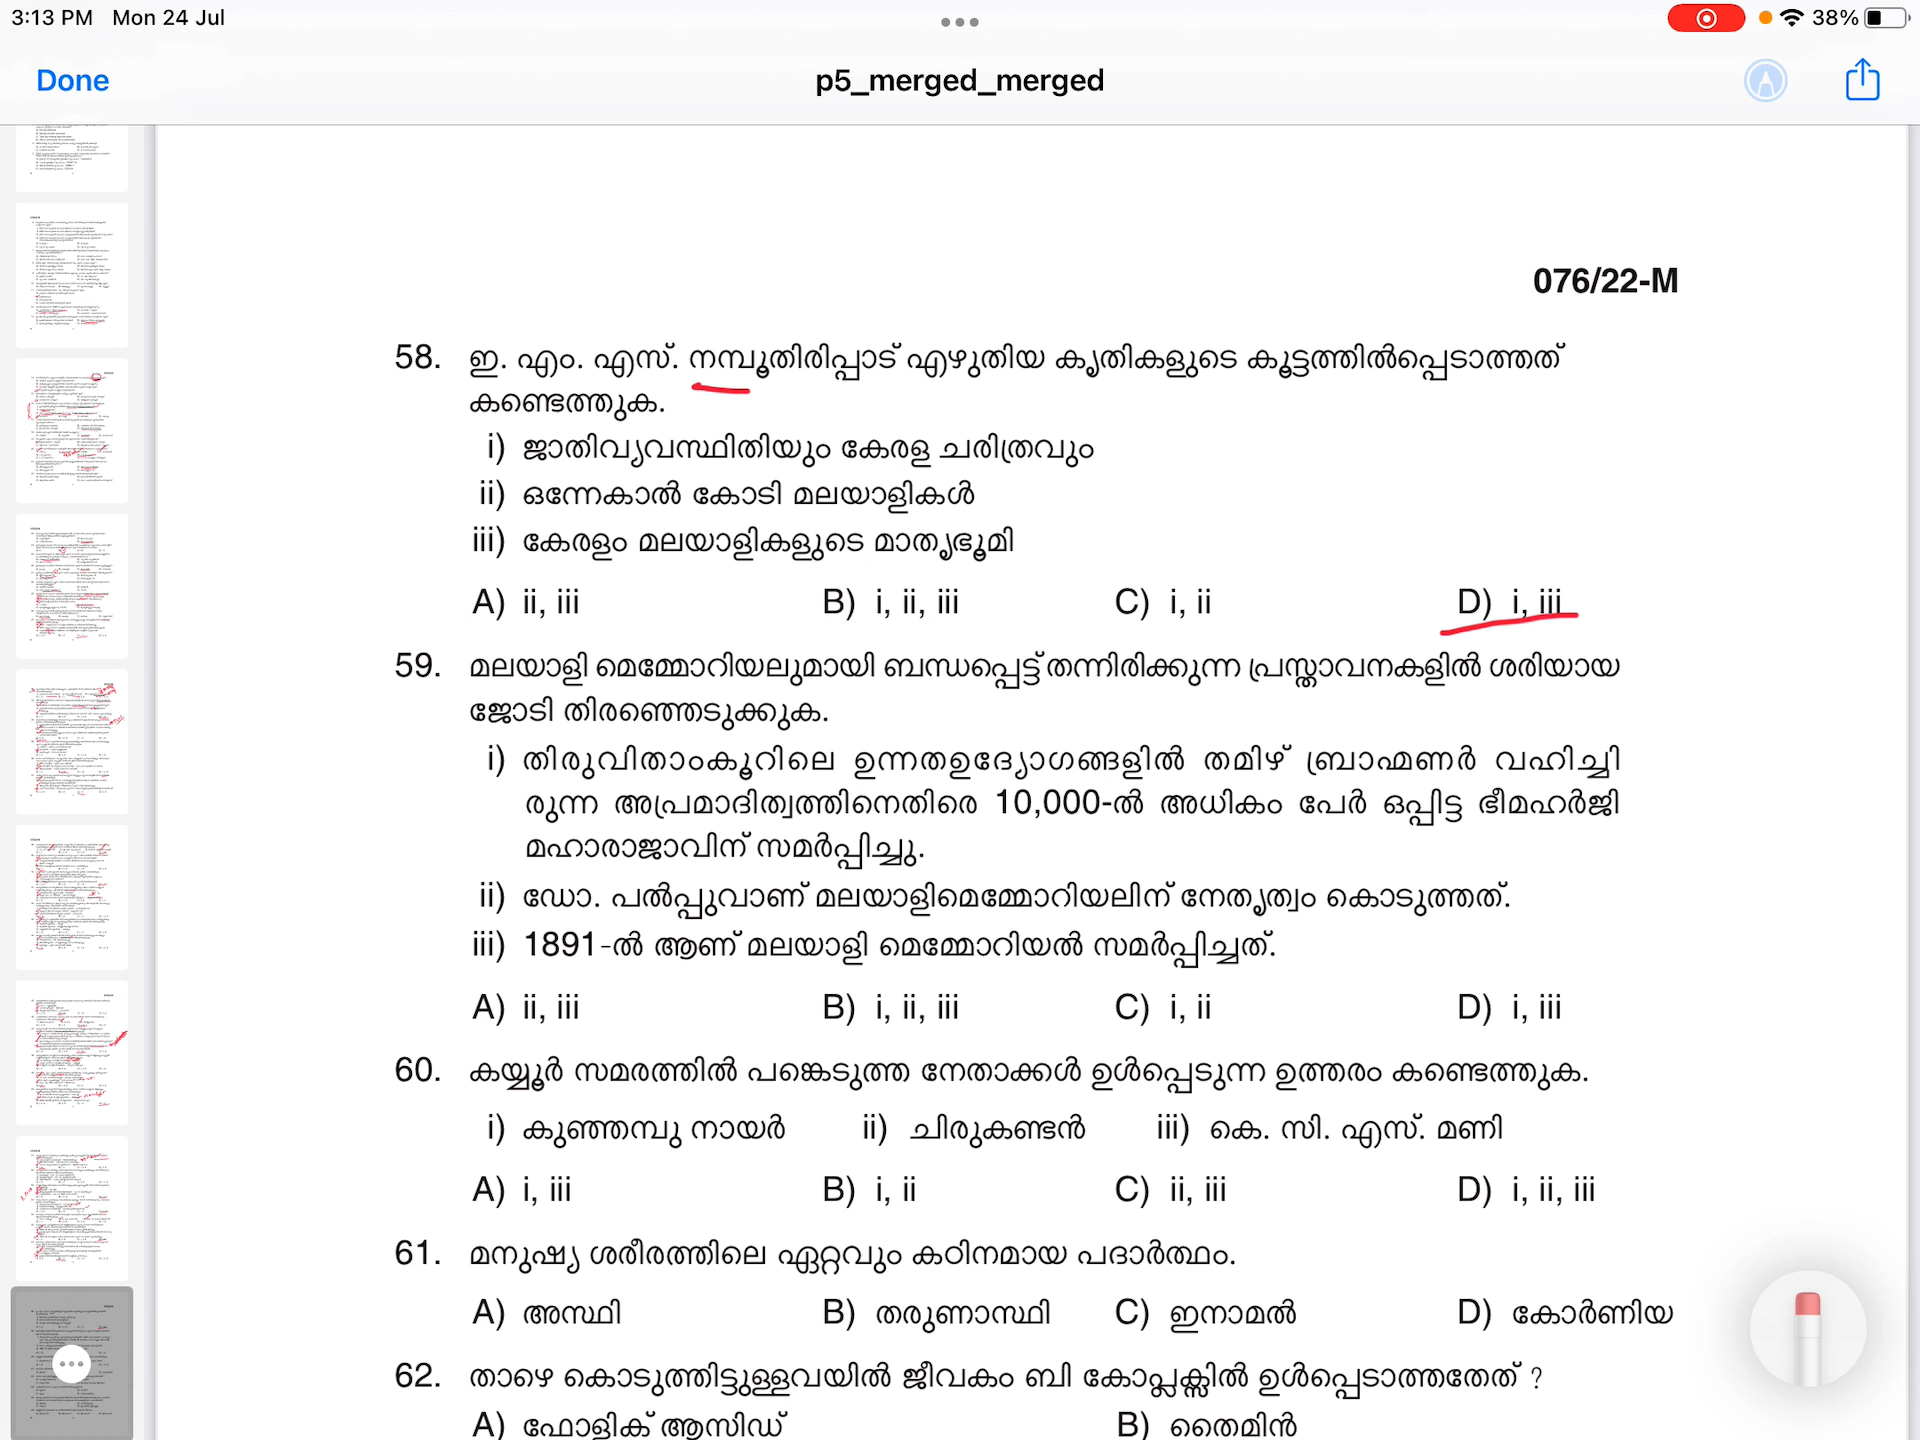 3:13 PM Mon 24 Jul
38%
Done
p5_merged_merged
076/22-M
58. ഇ. എം. എസ്. നമ്പൂതിരിപ്പാട് എഴുതിയ കൃതികളുടെ കൂട്ടത്തിൽപ്പെടാത്തത്
കണ്ടെത്തുക.
i) ജാതിവ്യവസ്ഥിതിയും കേരള ചരിത്രവും
ii) ഒന്നേകാൽ കോടി മലയാളികൾ
iii) കേരളം മലയാളികളുടെ മാതൃഭൂമി
A) ii, iii B) i, ii, iii C) i, ii D) i, iii
59. മലയാളി മെമ്മോറിയലുമായി ബന്ധപ്പെട്ട് തന്നിരിക്കുന്ന പ്രസ്താവനകളിൽ ശരിയായ
ജോടി തിരഞ്ഞെടുക്കുക.
i) തിരുവിതാംകൂറിലെ ഉന്നതഉദ്യോഗങ്ങളിൽ തമിഴ് ബ്രാഹ്മണർ വഹിച്ചി
രുന്ന അപ്രമാദിത്വത്തിനെതിരെ 10,000-ൽ അധികം പേർ ഒപ്പിട്ട ഭീമഹർജി
മഹാരാജാവിന് സമർപ്പിച്ചു.
ii) ഡോ. പൽപ്പുവാണ് മലയാളിമെമ്മോറിയലിന് നേതൃത്വം കൊടുത്തത്.
iii) 1891-ൽ ആണ് മലയാളി മെമ്മോറിയൽ സമർപ്പിച്ചത്.
A) ii, iii B) i, ii, iii C) i, ii D) i, iii
60. കയ്യൂർ സമരത്തിൽ പങ്കെടുത്ത നേതാക്കൾ ഉൾപ്പെടുന്ന ഉത്തരം കണ്ടെത്തുക.
i) കുഞ്ഞമ്പു നായർ ii) ചിരുകണ്ടൻ iii) കെ. സി. എസ്. മണി
A) i, iii B) i, ii C) ii, iii D) i, ii, iii
61. മനുഷ്യ ശരീരത്തിലെ ഏറ്റവും കഠിനമായ പദാർത്ഥം.
A) അസ്ഥി B) തരുണാസ്ഥി C) ഇനാമൽ D) കോർണിയ
62. താഴെ കൊടുത്തിട്ടുള്ളവയിൽ ജീവകം ബി കോപ്ലക്സിൽ ഉൾപ്പെടാത്തതേത് ?
A) ഫോളിക് ആസിഡ് B) തൈമിൻ